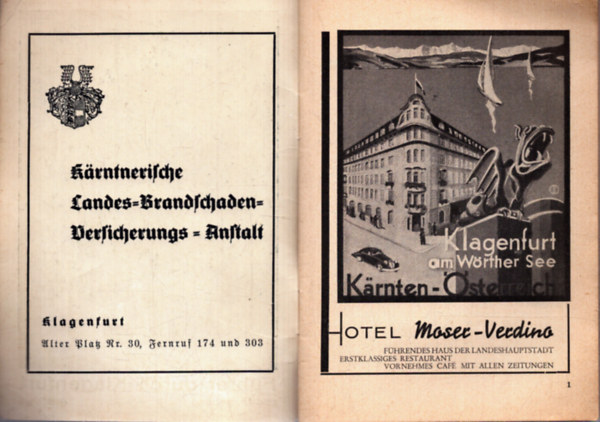 Kärntnerische
Landes-Brandschaden-
Versicherungs-Anstalt
Klagenfurt
Alter Platz Nr. 30, Fernruf 174 und 303
Klagenfurt
am Wörther See
Kärnten-Österreich
HOTEL Moser-Verdino
FÜHRENDES HAUS DER LANDESHAUPTSTADT
ERSTKLASSIGES RESTAURANT
VORNEHMES CAFÉ MIT ALLEN ZEITUNGEN
1